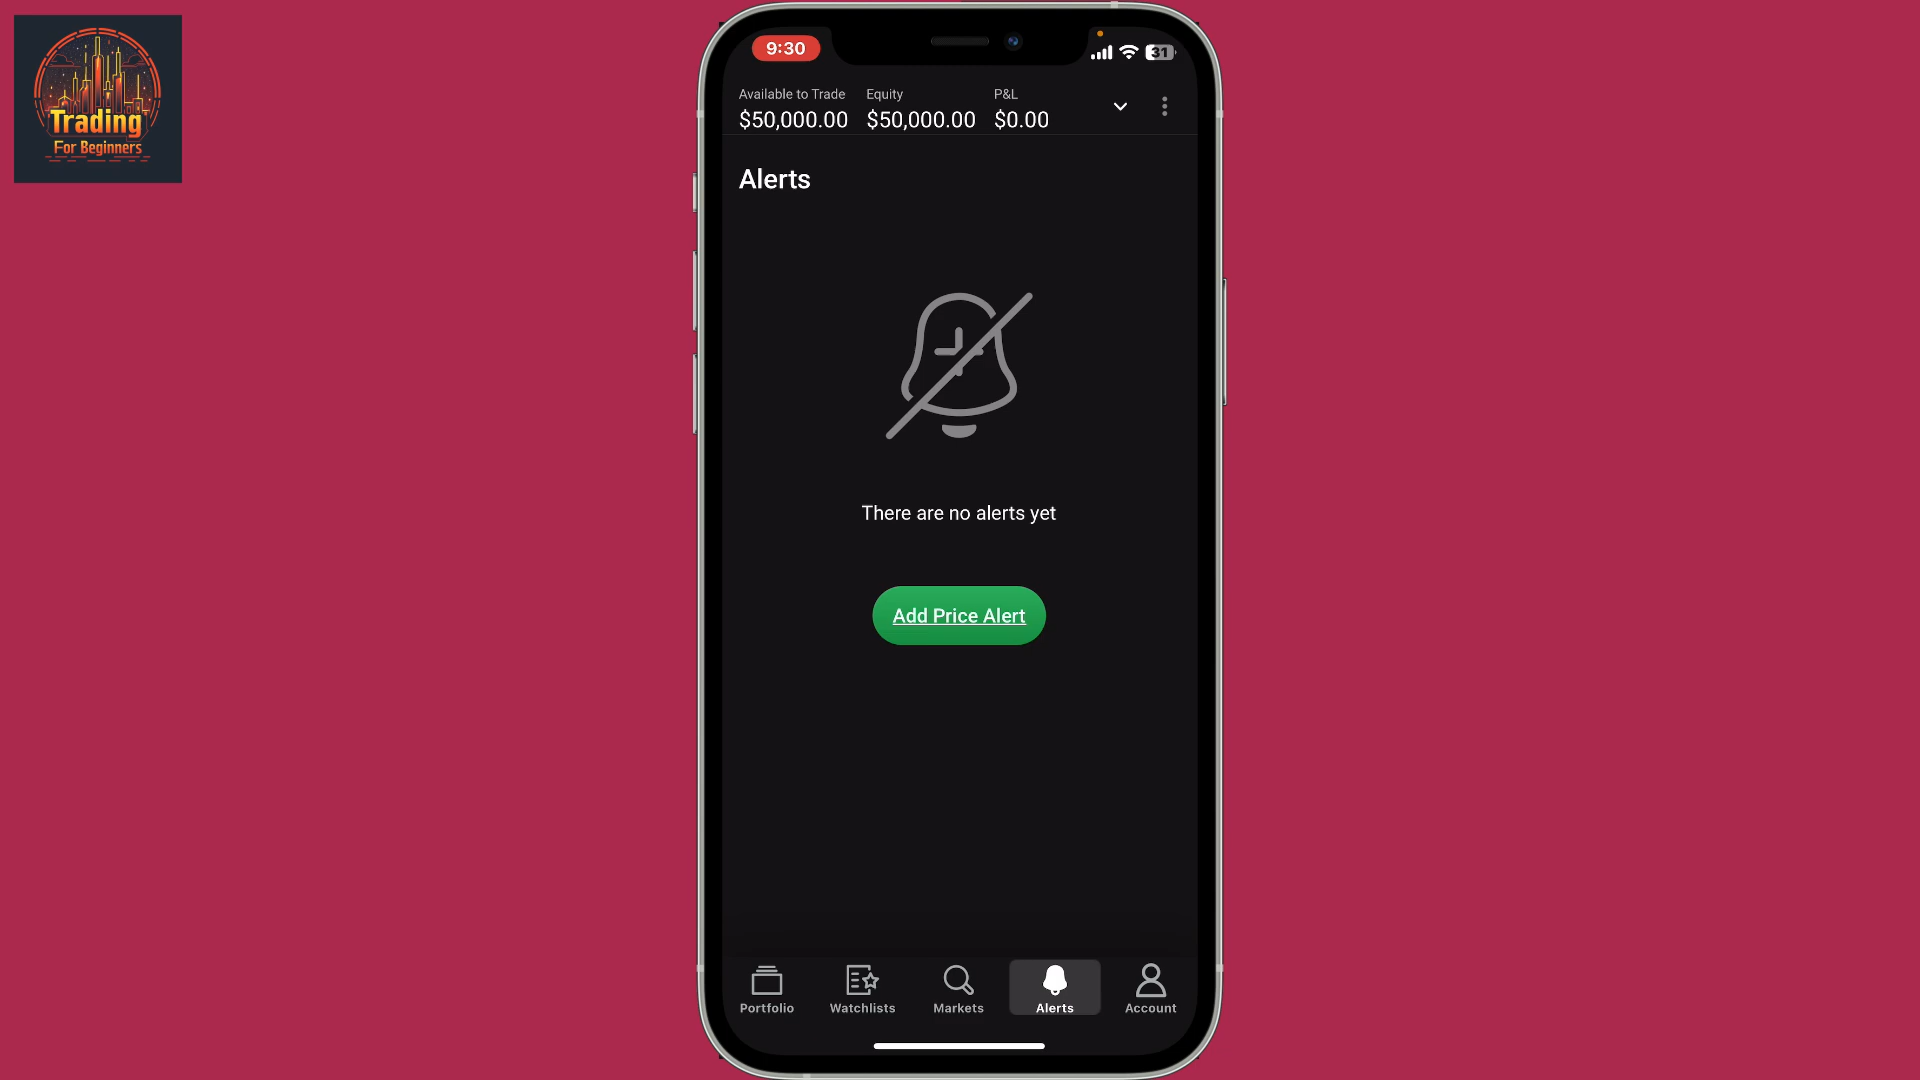 Trading
For Beginners
9:30
31
Available to Trade Equity P&L
$50,000.00 $50,000.00 $0.00
Alerts
There are no alerts yet
Add Price Alert
Portfolio Watchlists Markets Alerts Account